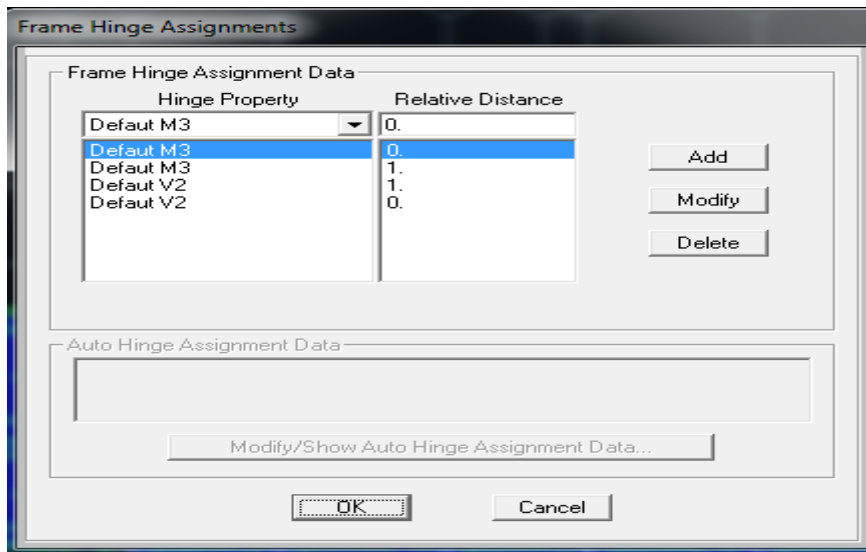 Frame Hinge Assignments
Frame Hinge Assignment Data
Hinge Property Relative Distance
Defaut M3 0.
Defaut M3 0.
Defaut M3 1.
Defaut V2 1.
Defaut V2 0.
Add
Modify
Delete
Auto Hinge Assignment Data
Modify/Show Auto Hinge Assignment Data...
OK Cancel